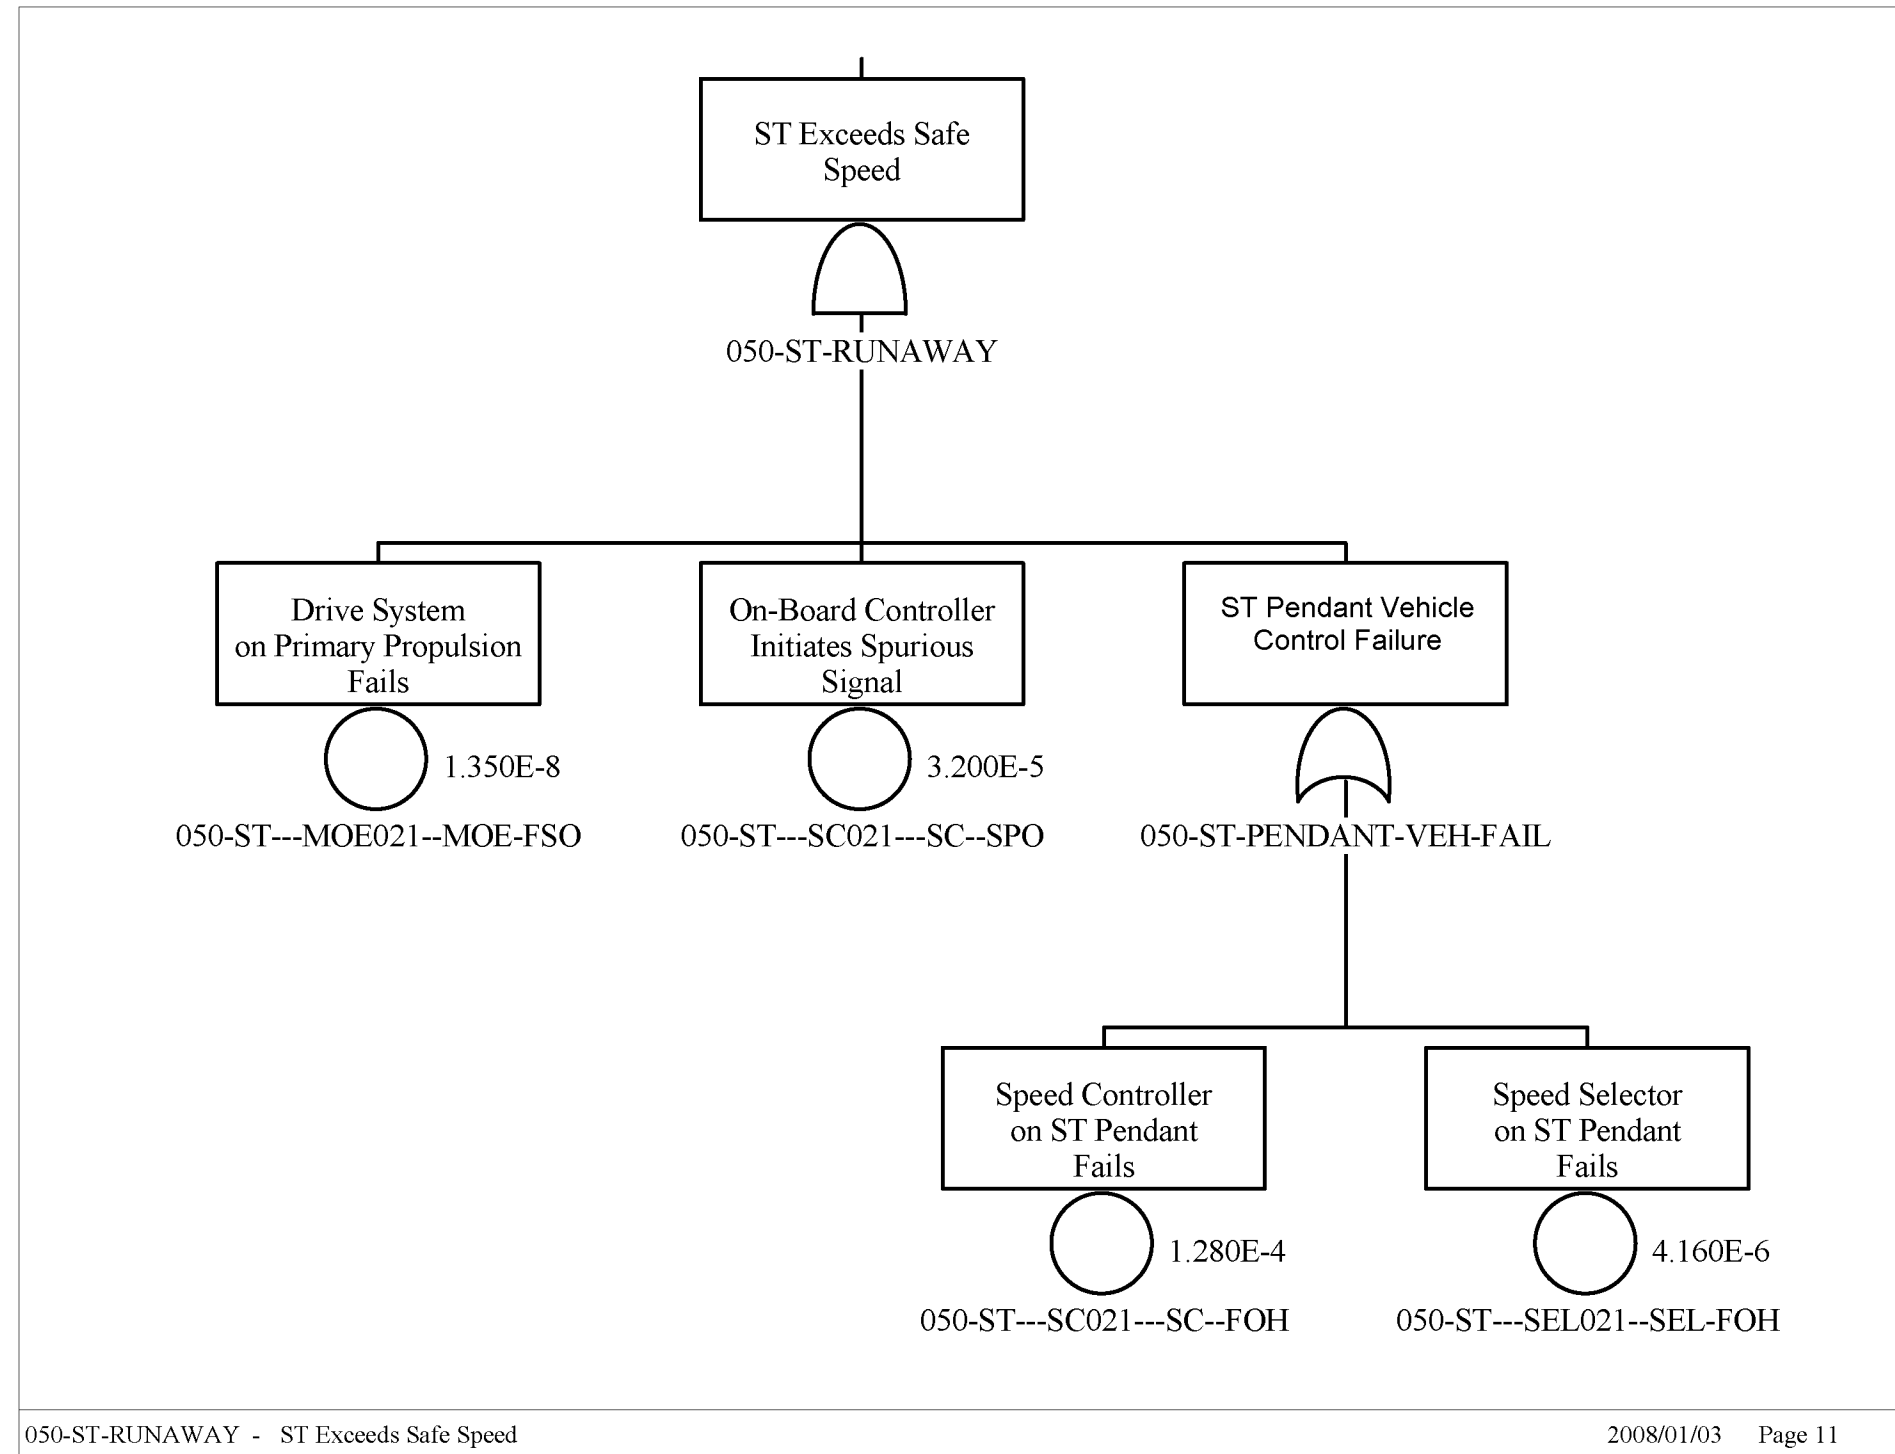 ST Exceeds Safe
Speed
050-ST-RUNAWAY
Drive System
on Primary Propulsion
Fails
1.350E-8
050-ST---MOE021--MOE-FSO
On-Board Controller
Initiates Spurious
Signal
3.200E-5
050-ST---SC021---SC--SPO
ST Pendant Vehicle
Control Failure
050-ST-PENDANT-VEH-FAIL
Speed Controller
on ST Pendant
Fails
1.280E-4
050-ST---SC021---SC--FOH
Speed Selector
on ST Pendant
Fails
4.160E-6
050-ST---SEL021--SEL-FOH
050-ST-RUNAWAY - ST Exceeds Safe Speed
2008/01/03 Page 11